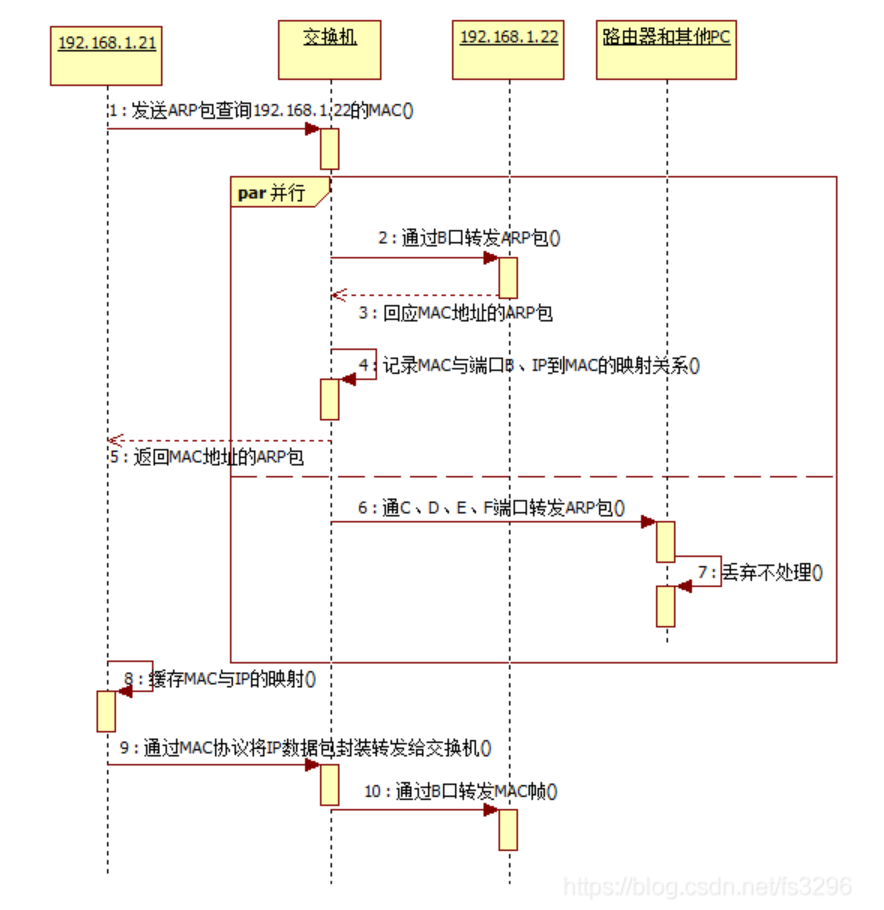 192.168.1.21
交换机
192.168.1.22
路由器和其他PC
1：发送ARP包查询192.168.1.22的MAC()
par 并行
2：通过B口转发ARP包()
3：回应MAC地址的ARP包
4：记录MAC与端口B、IP到MAC的映射关系()
5：返回MAC地址的ARP包
6：通C、D、E、F端口转发ARP包()
7：丢弃不处理()
8：缓存MAC与IP的映射()
9：通过MAC协议将IP数据包封装转发给交换机()
10：通过B口转发MAC帧()
https://blog.csdn.net/fs3296